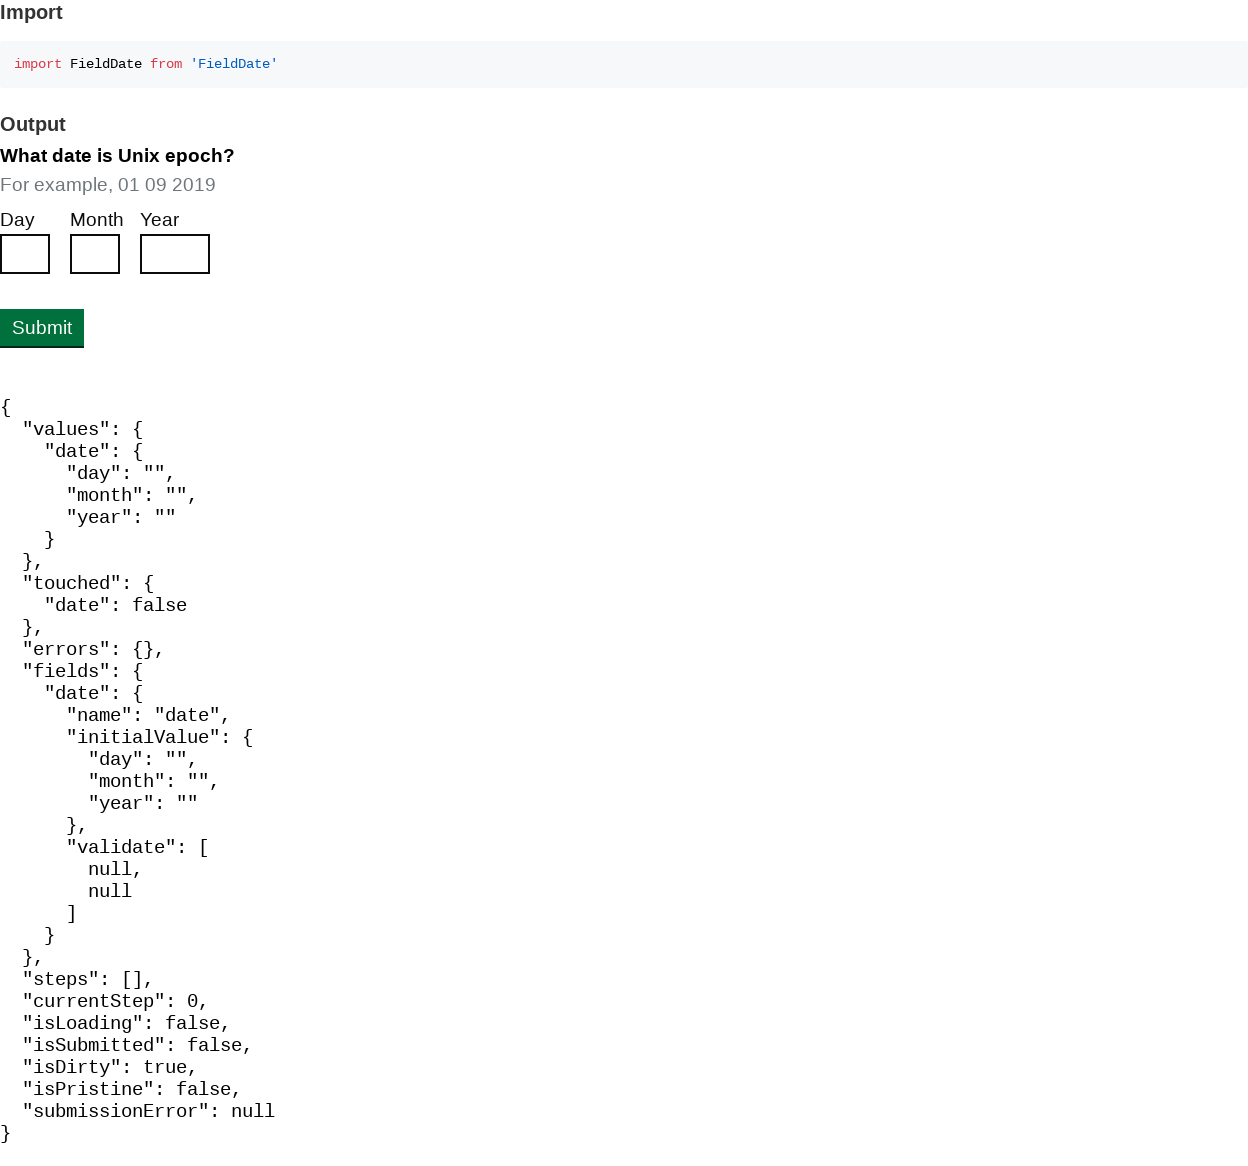 Import
import FieldDate from 'FieldDate'
Output
What date is Unix epoch?
For example, 01 09 2019
Day Month Year
Submit
{
  "values": {
    "date": {
      "day": "",
      "month": "",
      "year": ""
    }
  },
  "touched": {
    "date": false
  },
  "errors": {},
  "fields": {
    "date": {
      "name": "date",
      "initialValue": {
        "day": "",
        "month": "",
        "year": ""
      },
      "validate": [
        null,
        null
      ]
    }
  },
  "steps": [],
  "currentStep": 0,
  "isLoading": false,
  "isSubmitted": false,
  "isDirty": true,
  "isPristine": false,
  "submissionError": null
}